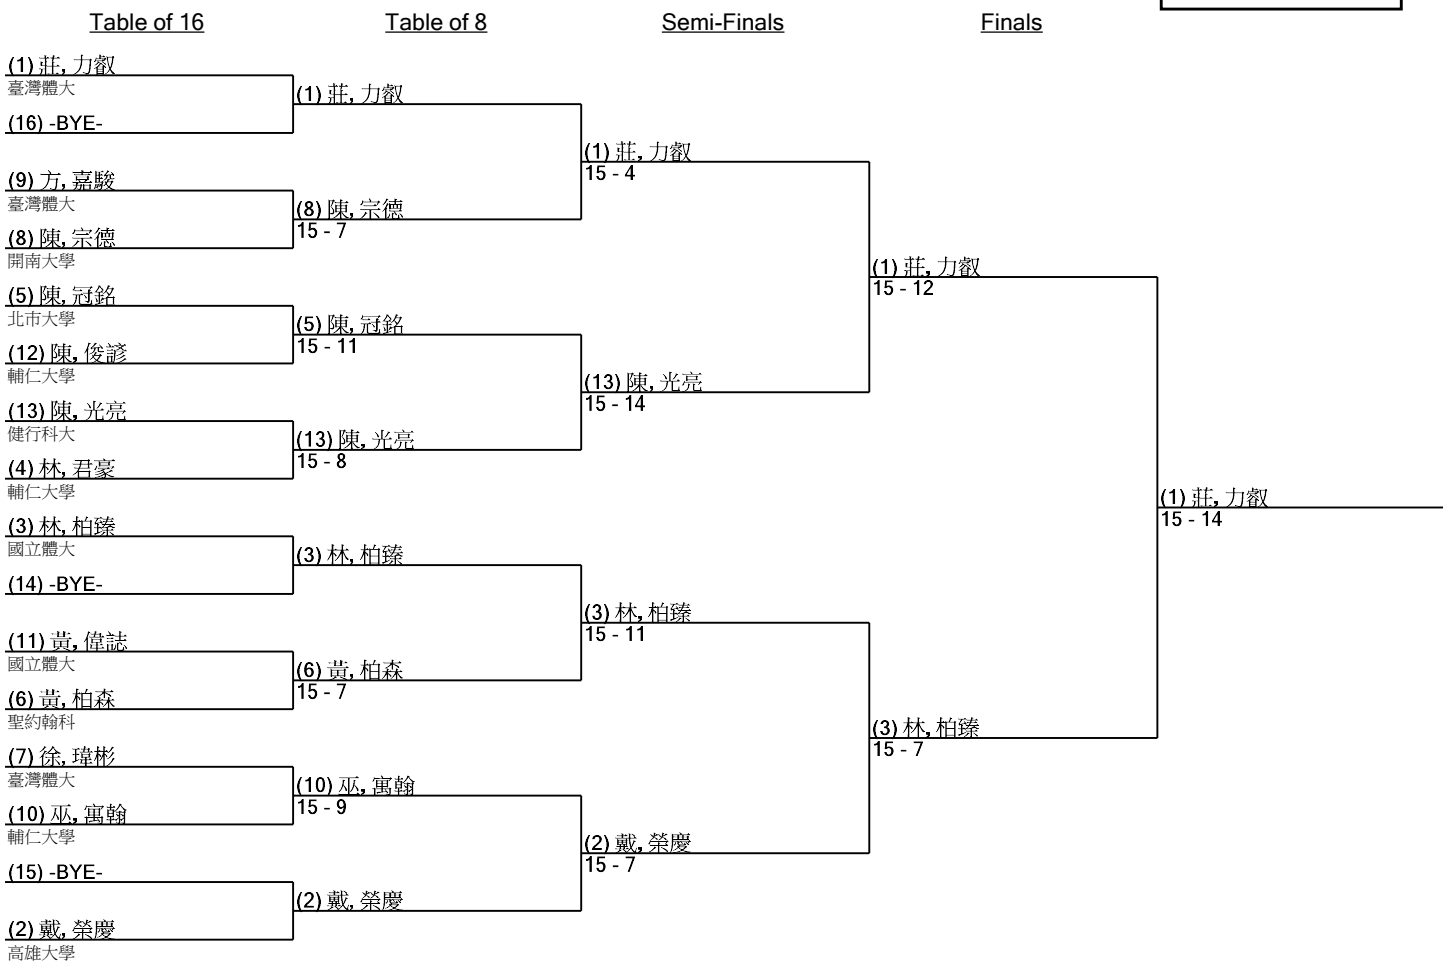 Table of 16
Table of 8
Semi-Finals
Finals
(1) 莊, 力叡
臺灣體大
(16) -BYE-
(9) 方, 嘉駿
臺灣體大
(8) 陳, 宗德
開南大學
(5) 陳, 冠銘
北市大學
(12) 陳, 俊諺
輔仁大學
(13) 陳, 光亮
健行科大
(4) 林, 君豪
輔仁大學
(3) 林, 柏臻
國立體大
(14) -BYE-
(11) 黃, 偉誌
國立體大
(6) 黃, 柏森
聖約翰科
(7) 徐, 瑋彬
臺灣體大
(10) 巫, 寓翰
輔仁大學
(15) -BYE-
(2) 戴, 榮慶
高雄大學
(1) 莊, 力叡
(8) 陳, 宗德
15 - 7
(5) 陳, 冠銘
15 - 11
(13) 陳, 光亮
15 - 8
(3) 林, 柏臻
(6) 黃, 柏森
15 - 7
(10) 巫, 寓翰
15 - 9
(2) 戴, 榮慶
(1) 莊, 力叡
15 - 4
(13) 陳, 光亮
15 - 14
(3) 林, 柏臻
15 - 11
(2) 戴, 榮慶
15 - 7
(1) 莊, 力叡
15 - 12
(3) 林, 柏臻
15 - 7
(1) 莊, 力叡
15 - 14